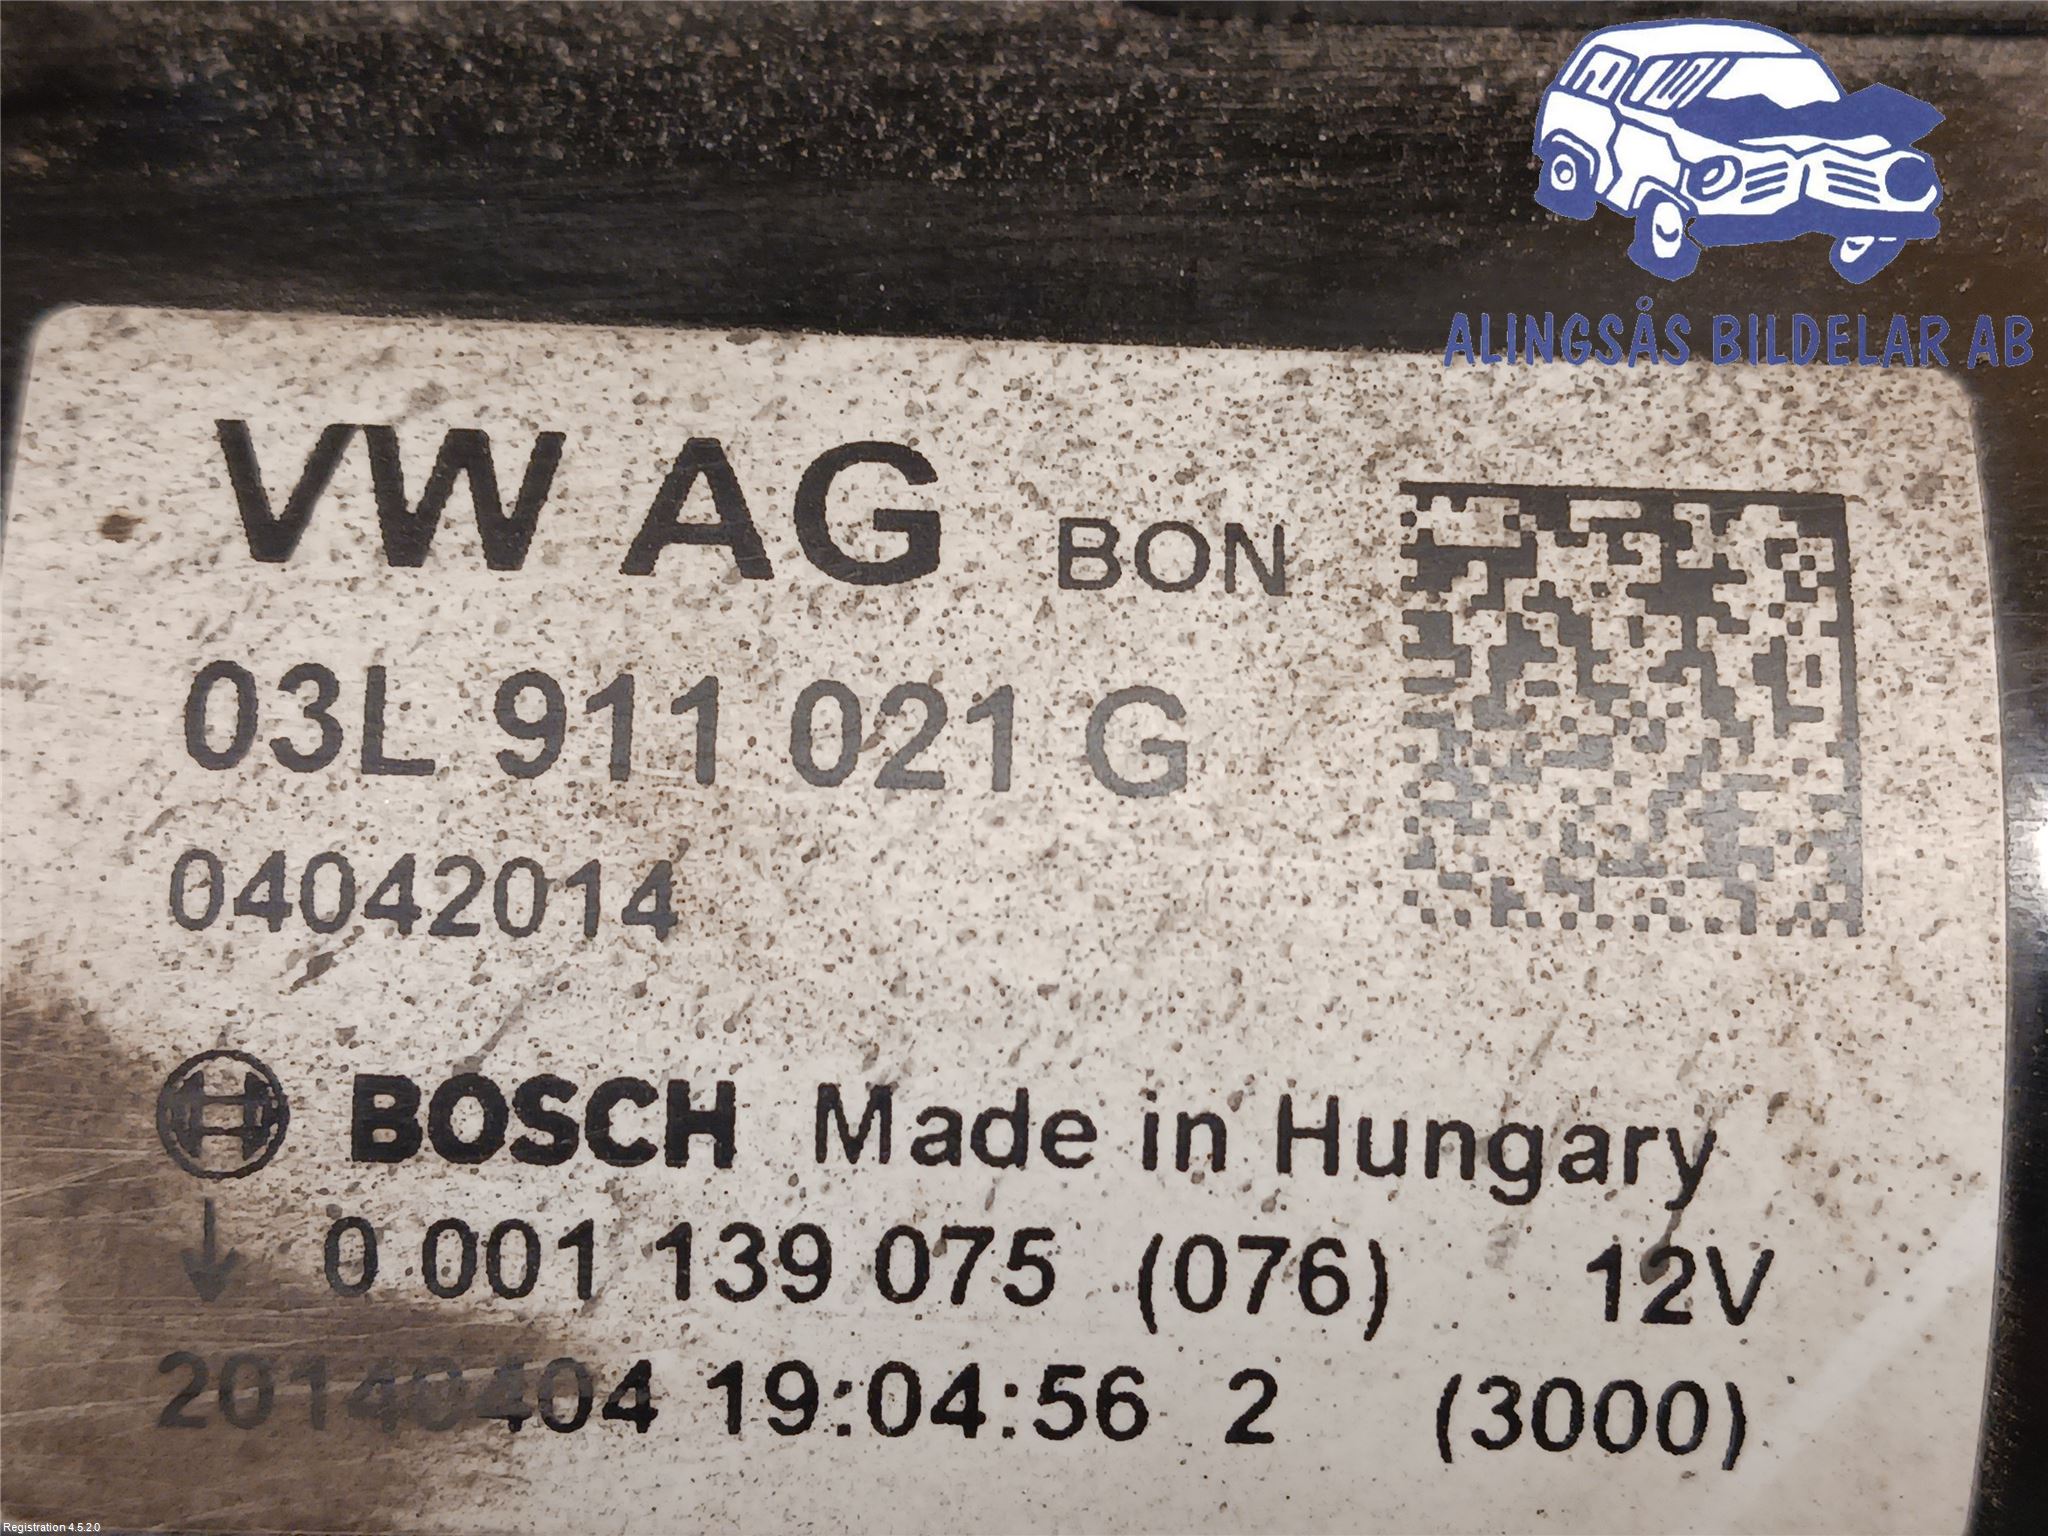 ALINGSÅS BILDELAR AB
VW AG BON
03L 911 021 G
04042014
BOSCH Made in Hungary
↓ 0 001 139 075 (076) 12V
20140404 19:04:56 2 (3000)
Registration 4.5.2.0